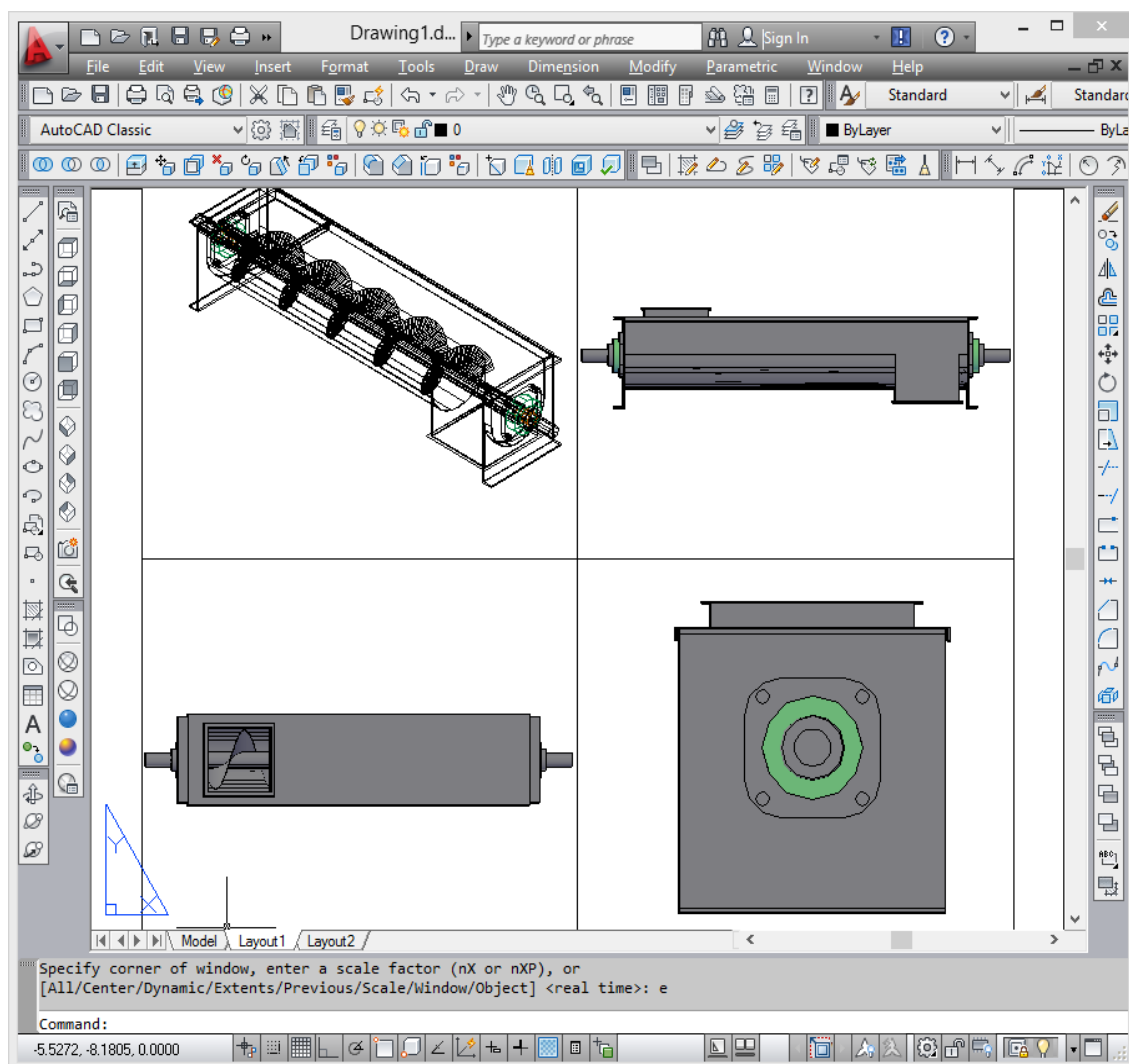 Drawing1.d... Type a keyword or phrase Sign In
File Edit View Insert Format Tools Draw Dimension Modify Parametric Window Help
Standard Standard
AutoCAD Classic 0 ByLayer ByLa
Y
X
Model Layout1 Layout2
Specify corner of window, enter a scale factor (nX or nXP), or
[All/Center/Dynamic/Extents/Previous/Scale/Window/Object] <real time>: e
Command:
-5.5272, -8.1805, 0.0000